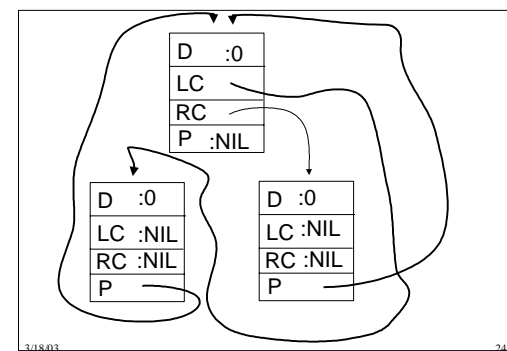 D :0
LC
RC
P :NIL
D :0
LC :NIL
RC :NIL
P
D :0
LC :NIL
RC :NIL
P
3/18/03 24